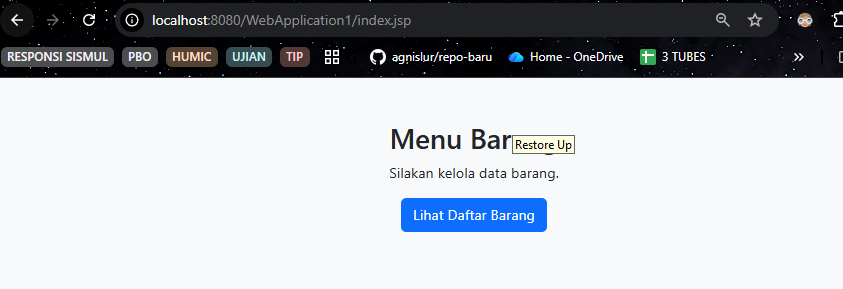 localhost:8080/WebApplication1/index.jsp
RESPONSI SISMUL PBO HUMIC UJIAN TIP agnislur/repo-baru Home - OneDrive 3 TUBES »
Menu Bar
Restore Up
Silakan kelola data barang.
Lihat Daftar Barang